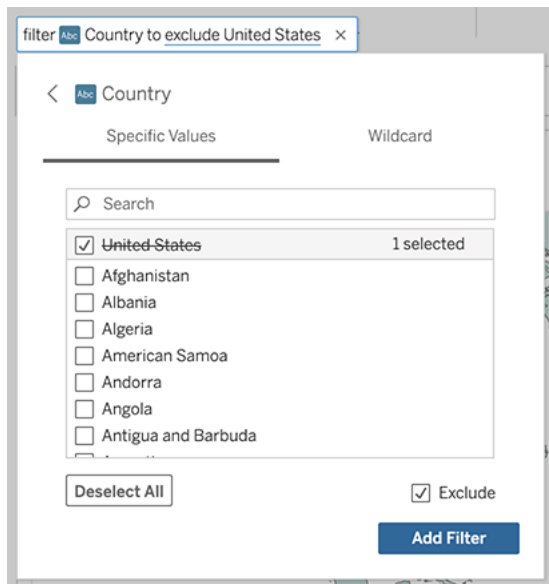 filter Abc Country to exclude United States ×
Abc Country
Specific Values Wildcard
Search
United States 1 selected
Afghanistan
Albania
Algeria
American Samoa
Andorra
Angola
Antigua and Barbuda
Deselect All Exclude
Add Filter